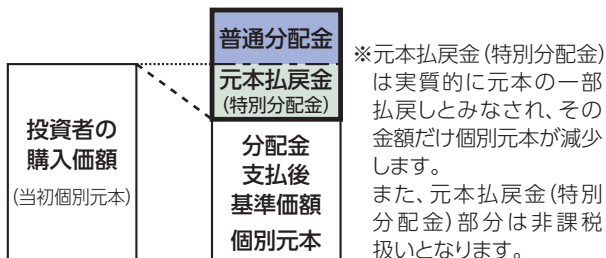 普通分配金
元本払戻金
(特別分配金)
投資者の
購入価額
(当初個別元本)
分配金
支払後
基準価額
個別元本
※元本払戻金(特別分配金)
は実質的に元本の一部
払戻しとみなされ、その
金額だけ個別元本が減少
します。
また、元本払戻金(特別
分配金)部分は非課税
扱いとなります。